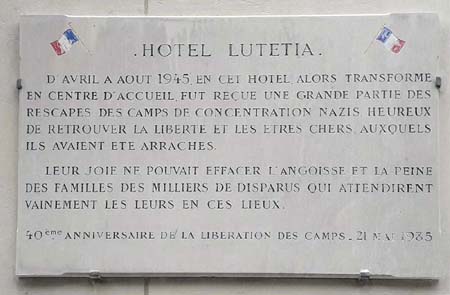 . HOTEL LUTETIA .
D'AVRIL A AOUT 1945, EN CET HOTEL ALORS TRANSFORME
EN CENTRE D'ACCUEIL, FUT REÇUE UNE GRANDE PARTIE DES
RESCAPES DES CAMPS DE CONCENTRATION NAZIS HEUREUX
DE RETROUVER LA LIBERTE ET LES ETRES CHERS, AUXQUELS
ILS AVAIENT ETE ARRACHES.
LEUR JOIE NE POUVAIT EFFACER L'ANGOISSE ET LA PEINE
DES FAMILLES DES MILLIERS DE DISPARUS QUI ATTENDIRENT
VAINEMENT LES LEURS EN CES LIEUX.
40ème ANNIVERSAIRE DE LA LIBERATION DES CAMPS - 21 MAI 1985